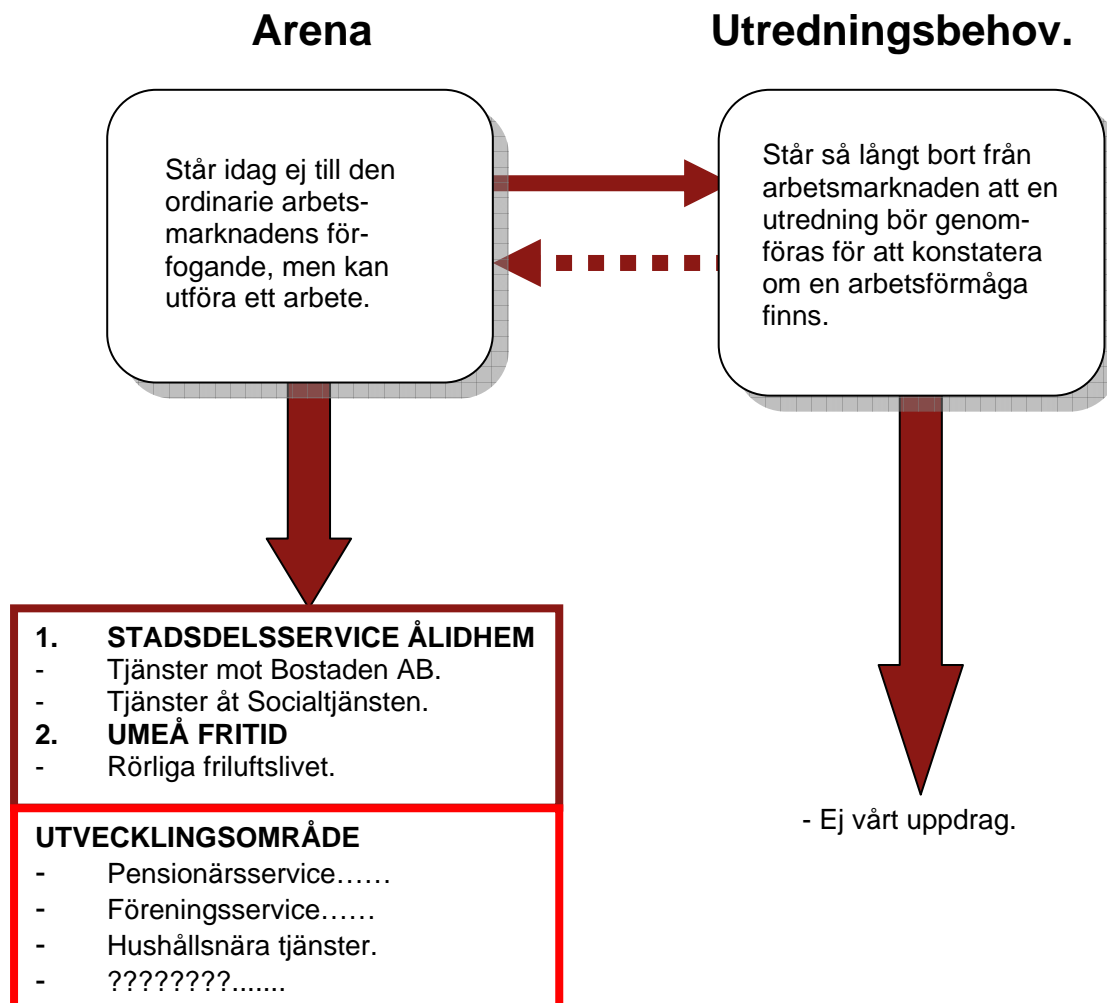 Arena
Utredningsbehov.
Står idag ej till den
ordinarie arbets-
marknadens för-
fogande, men kan
utföra ett arbete.
Står så långt bort från
arbetsmarknaden att en
utredning bör genom-
föras för att konstatera
om en arbetsförmåga
finns.
1. STADSDELSSERVICE ÅLIDHEM
- Tjänster mot Bostaden AB.
- Tjänster åt Socialtjänsten.
2. UMEÅ FRITID
- Rörliga friluftslivet.
UTVECKLINGSOMRÅDE
- Pensionärsservice……
- Föreningsservice……
- Hushållsnära tjänster.
- ????????.......
- Ej vårt uppdrag.